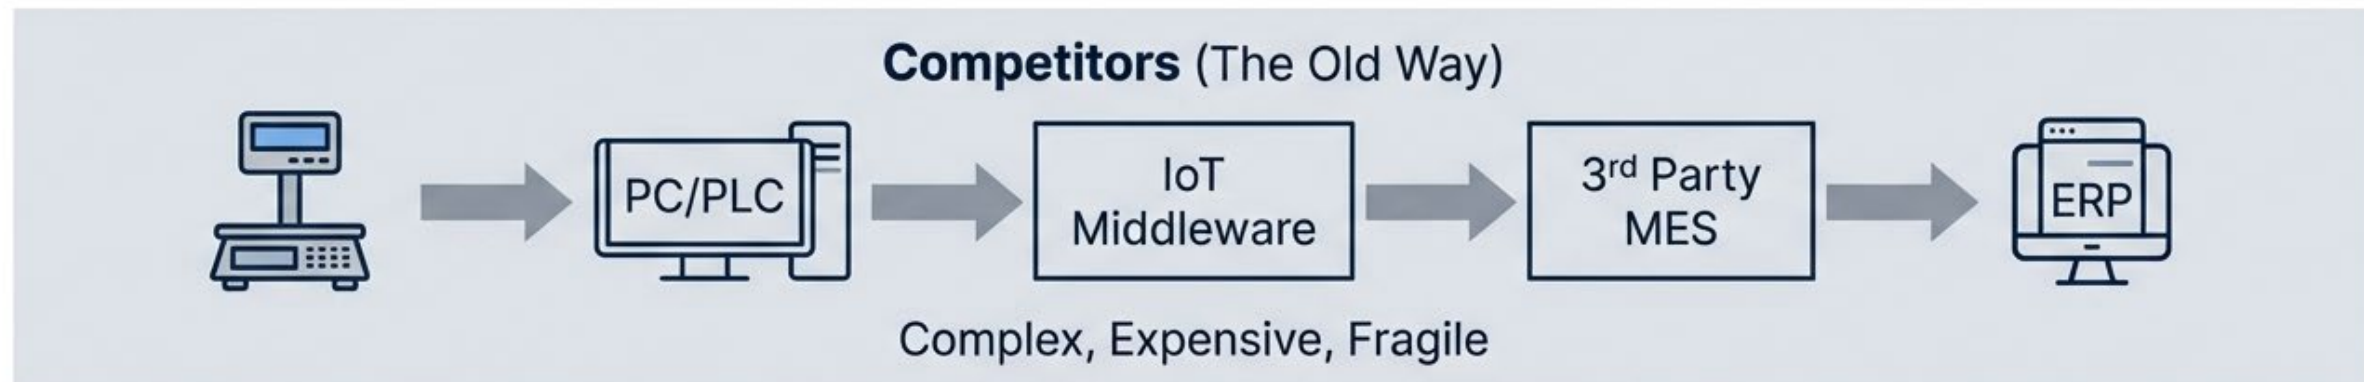 Competitors (The Old Way)
PC/PLC
IoT
Middleware
3rd Party
MES
ERP
Complex, Expensive, Fragile